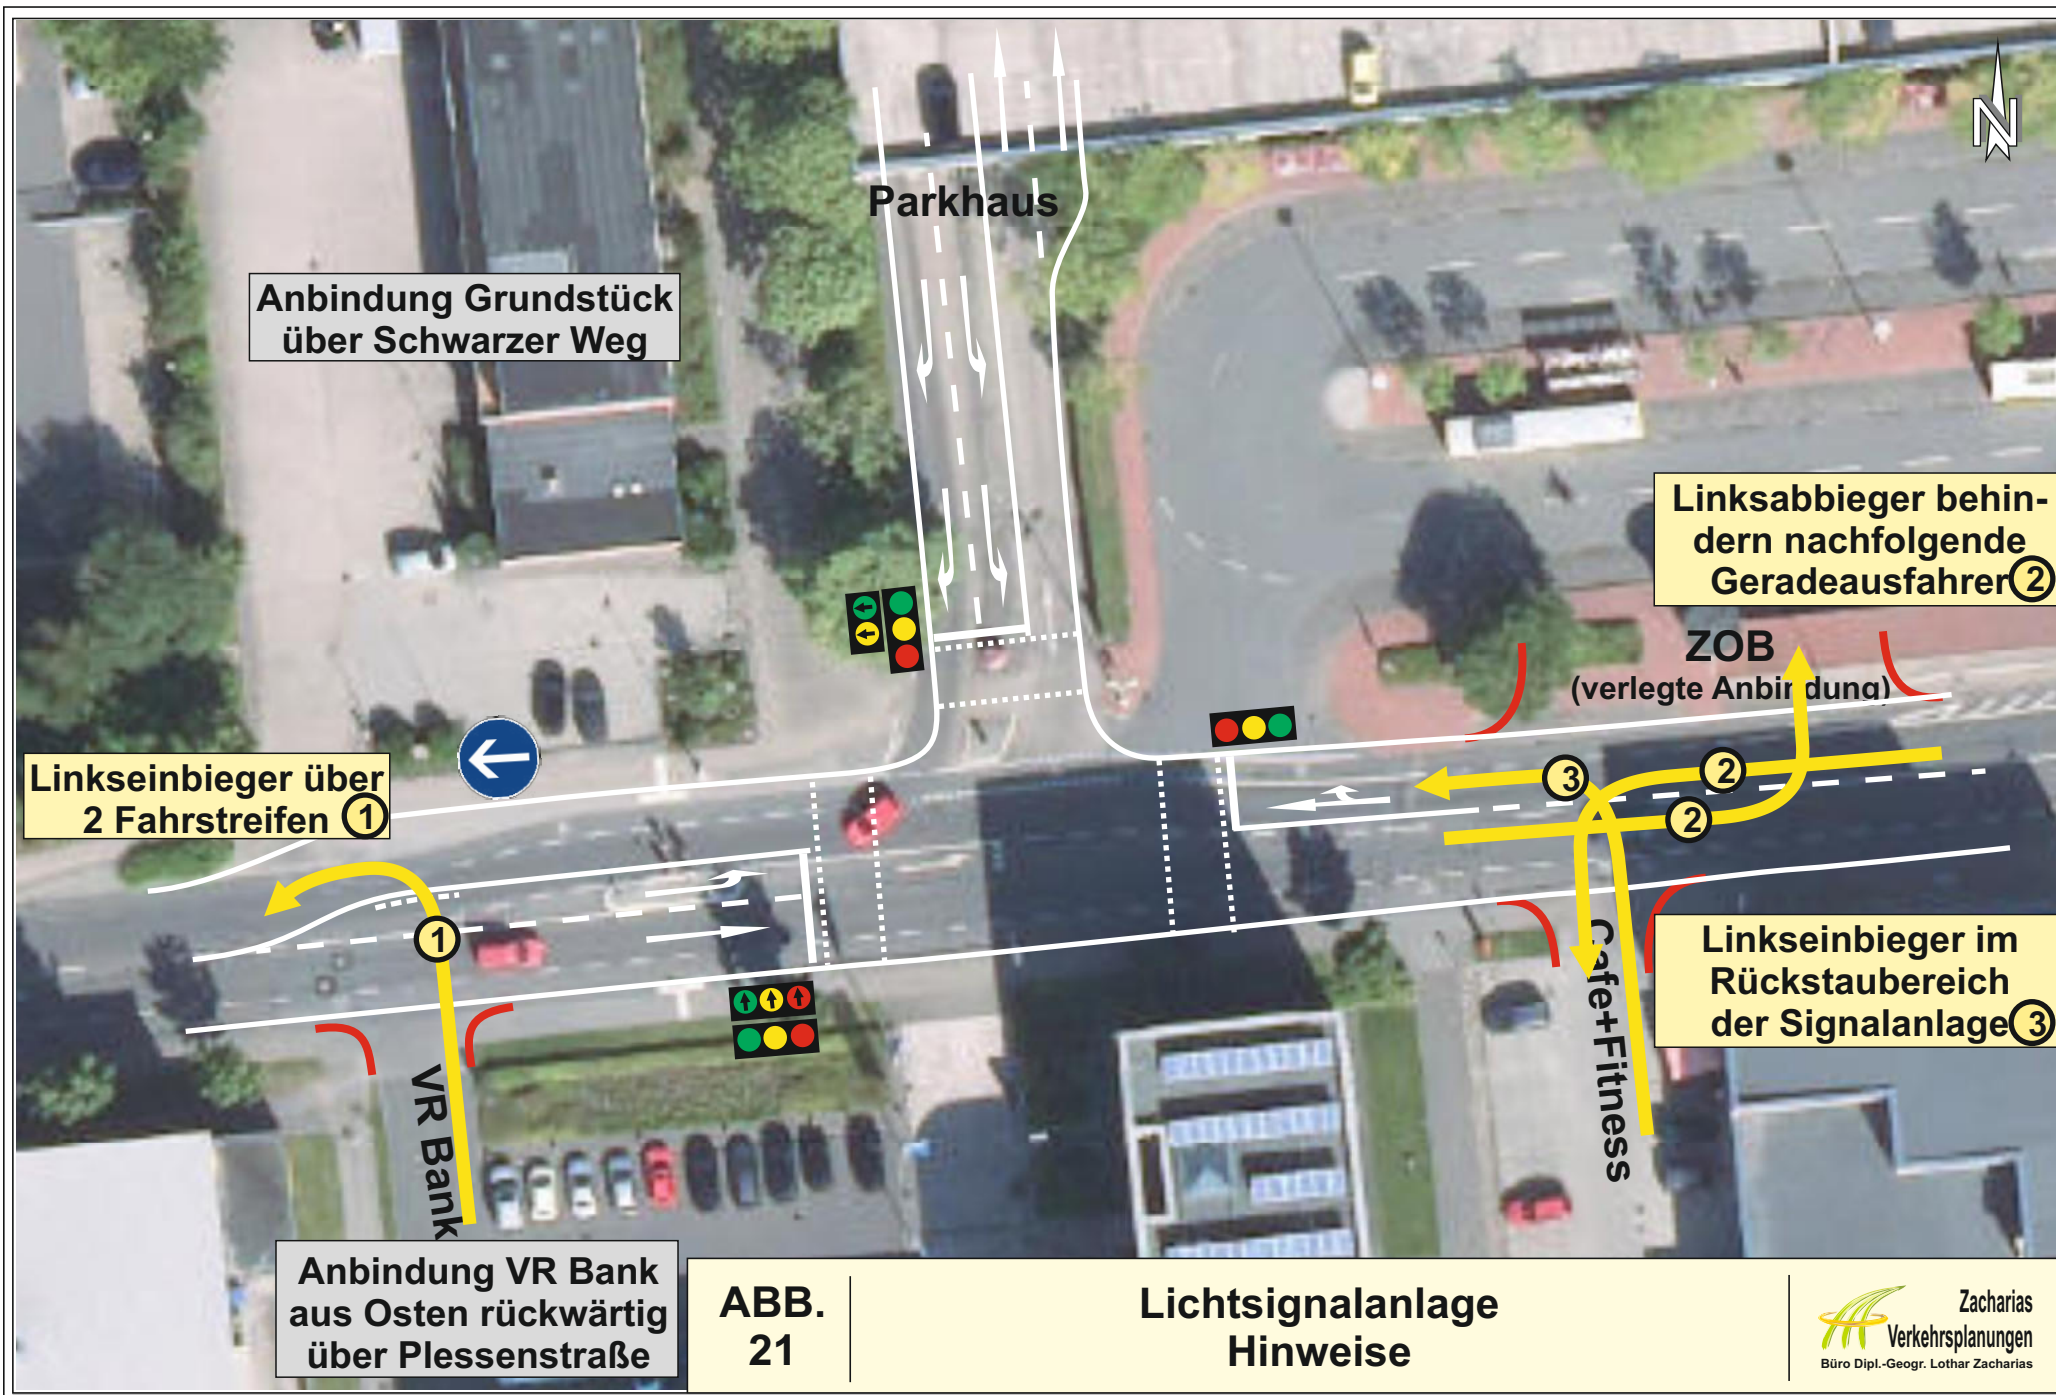 N
Parkhaus
Anbindung Grundstück
über Schwarzer Weg
Linksabbieger behin-
dern nachfolgende
Geradeausfahrer 2
ZOB
(verlegte Anbindung)
Linkseinbieger über
2 Fahrstreifen 1
3
2
2
1
Linkseinbieger im
Rückstaubereich
der Signalanlage 3
Cafe+Fitness
VR Bank
Anbindung VR Bank
aus Osten rückwärtig
über Plessenstraße
ABB.
21
Lichtsignalanlage
Hinweise
Zacharias
Verkehrsplanungen
Büro Dipl.-Geogr. Lothar Zacharias